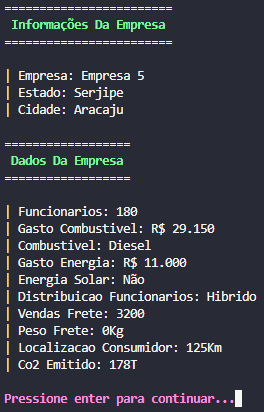 ========================
Informações Da Empresa
========================
| Empresa: Empresa 5
| Estado: Serjipe
| Cidade: Aracaju
==================
Dados Da Empresa
==================
| Funcionarios: 180
| Gasto Combustivel: R$ 29.150
| Combustivel: Diesel
| Gasto Energia: R$ 11.000
| Energia Solar: Não
| Distribuicao Funcionarios: Hibrido
| Vendas Frete: 3200
| Peso Frete: 0Kg
| Localizacao Consumidor: 125Km
| Co2 Emitido: 178T
Pressione enter para continuar...